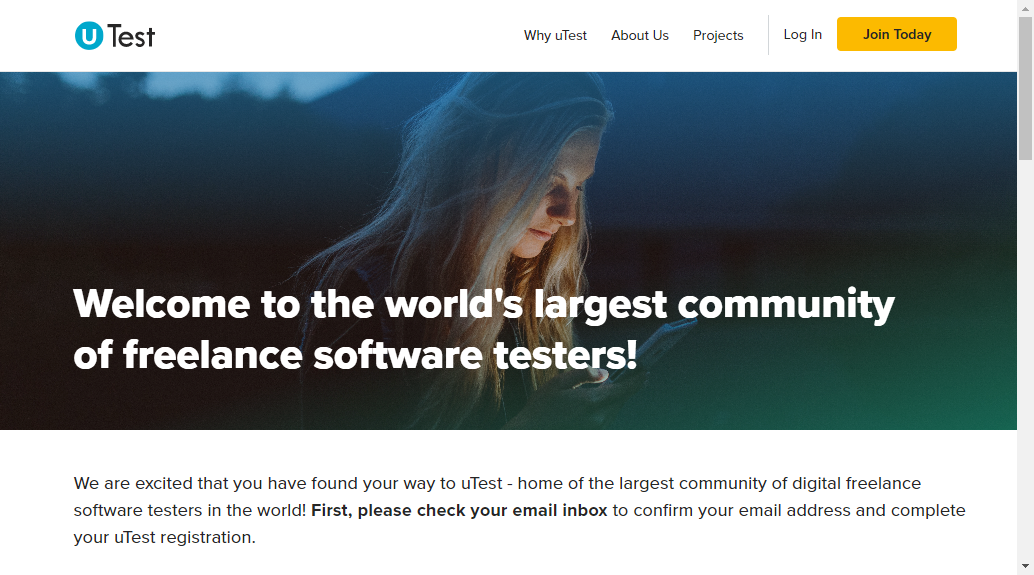 uTest
Why uTest
About Us
Projects
Log In
Join Today
Welcome to the world's largest community
of freelance software testers!
We are excited that you have found your way to uTest - home of the largest community of digital freelance
software testers in the world! First, please check your email inbox to confirm your email address and complete
your uTest registration.